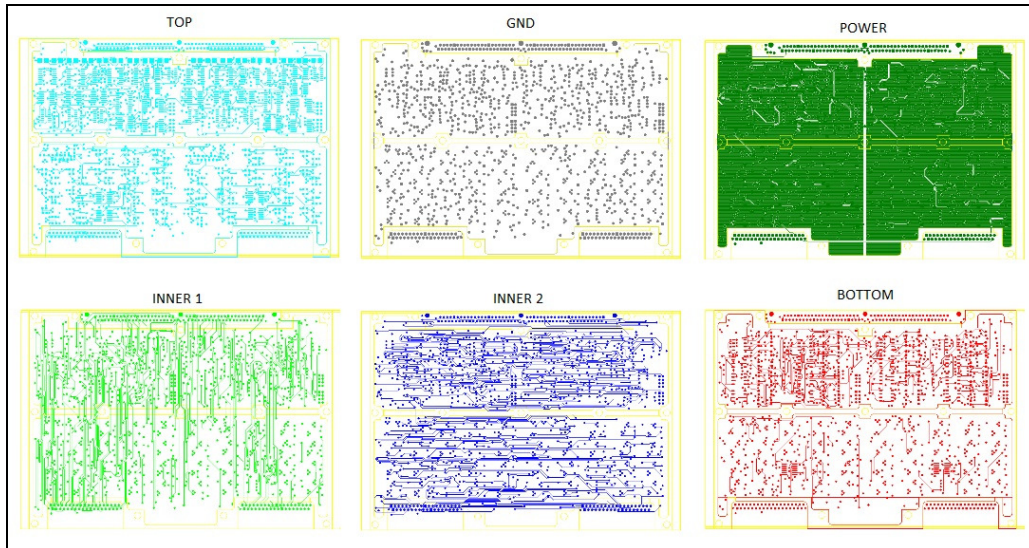 TOP
GND
POWER
INNER 1
INNER 2
BOTTOM